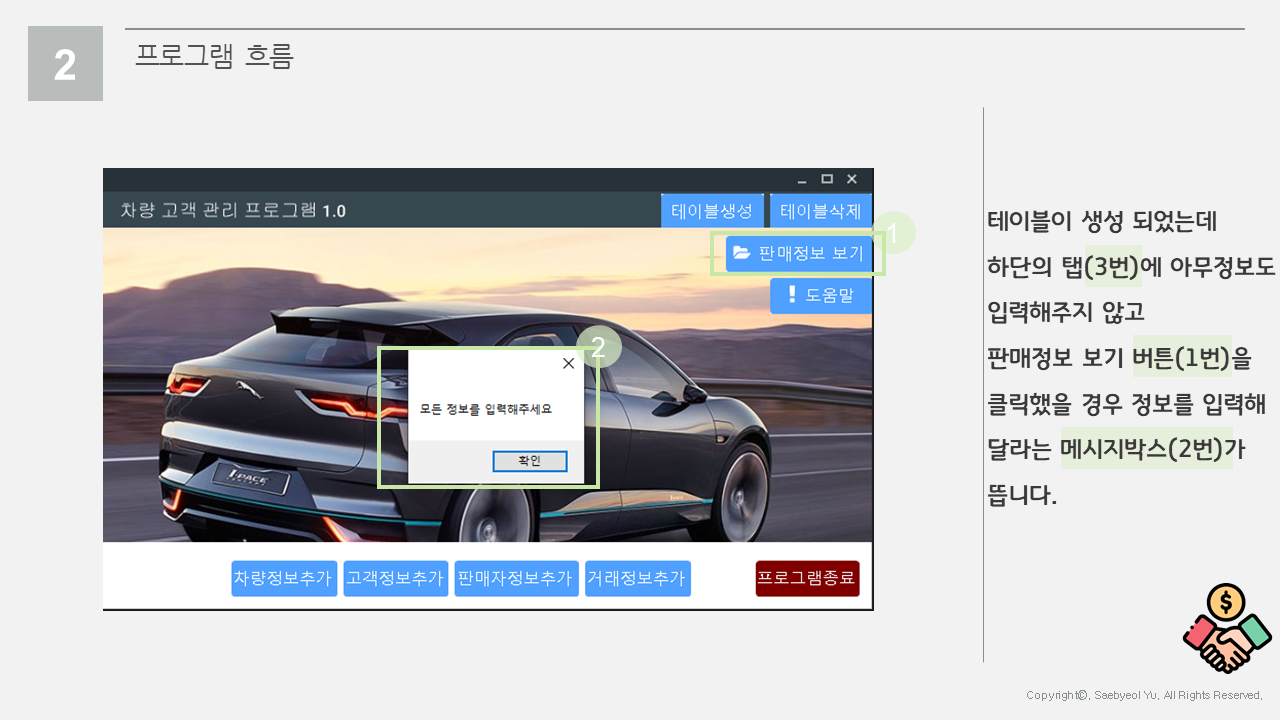 2
프로그램 흐름
차량 고객 관리 프로그램 1.0
테이블생성
테이블삭제
1
판매정보 보기
도움말
2
모든 정보를 입력해주세요
확인
I-PACE
차량정보추가
고객정보추가
판매자정보추가
거래정보추가
프로그램종료
테이블이 생성 되었는데
하단의 탭(3번)에 아무정보도
입력해주지 않고
판매정보 보기 버튼(1번)을
클릭했을 경우 정보를 입력해
달라는 메시지박스(2번)가
뜹니다.
$
Copyright©. Saebyeol Yu. All Rights Reserved.